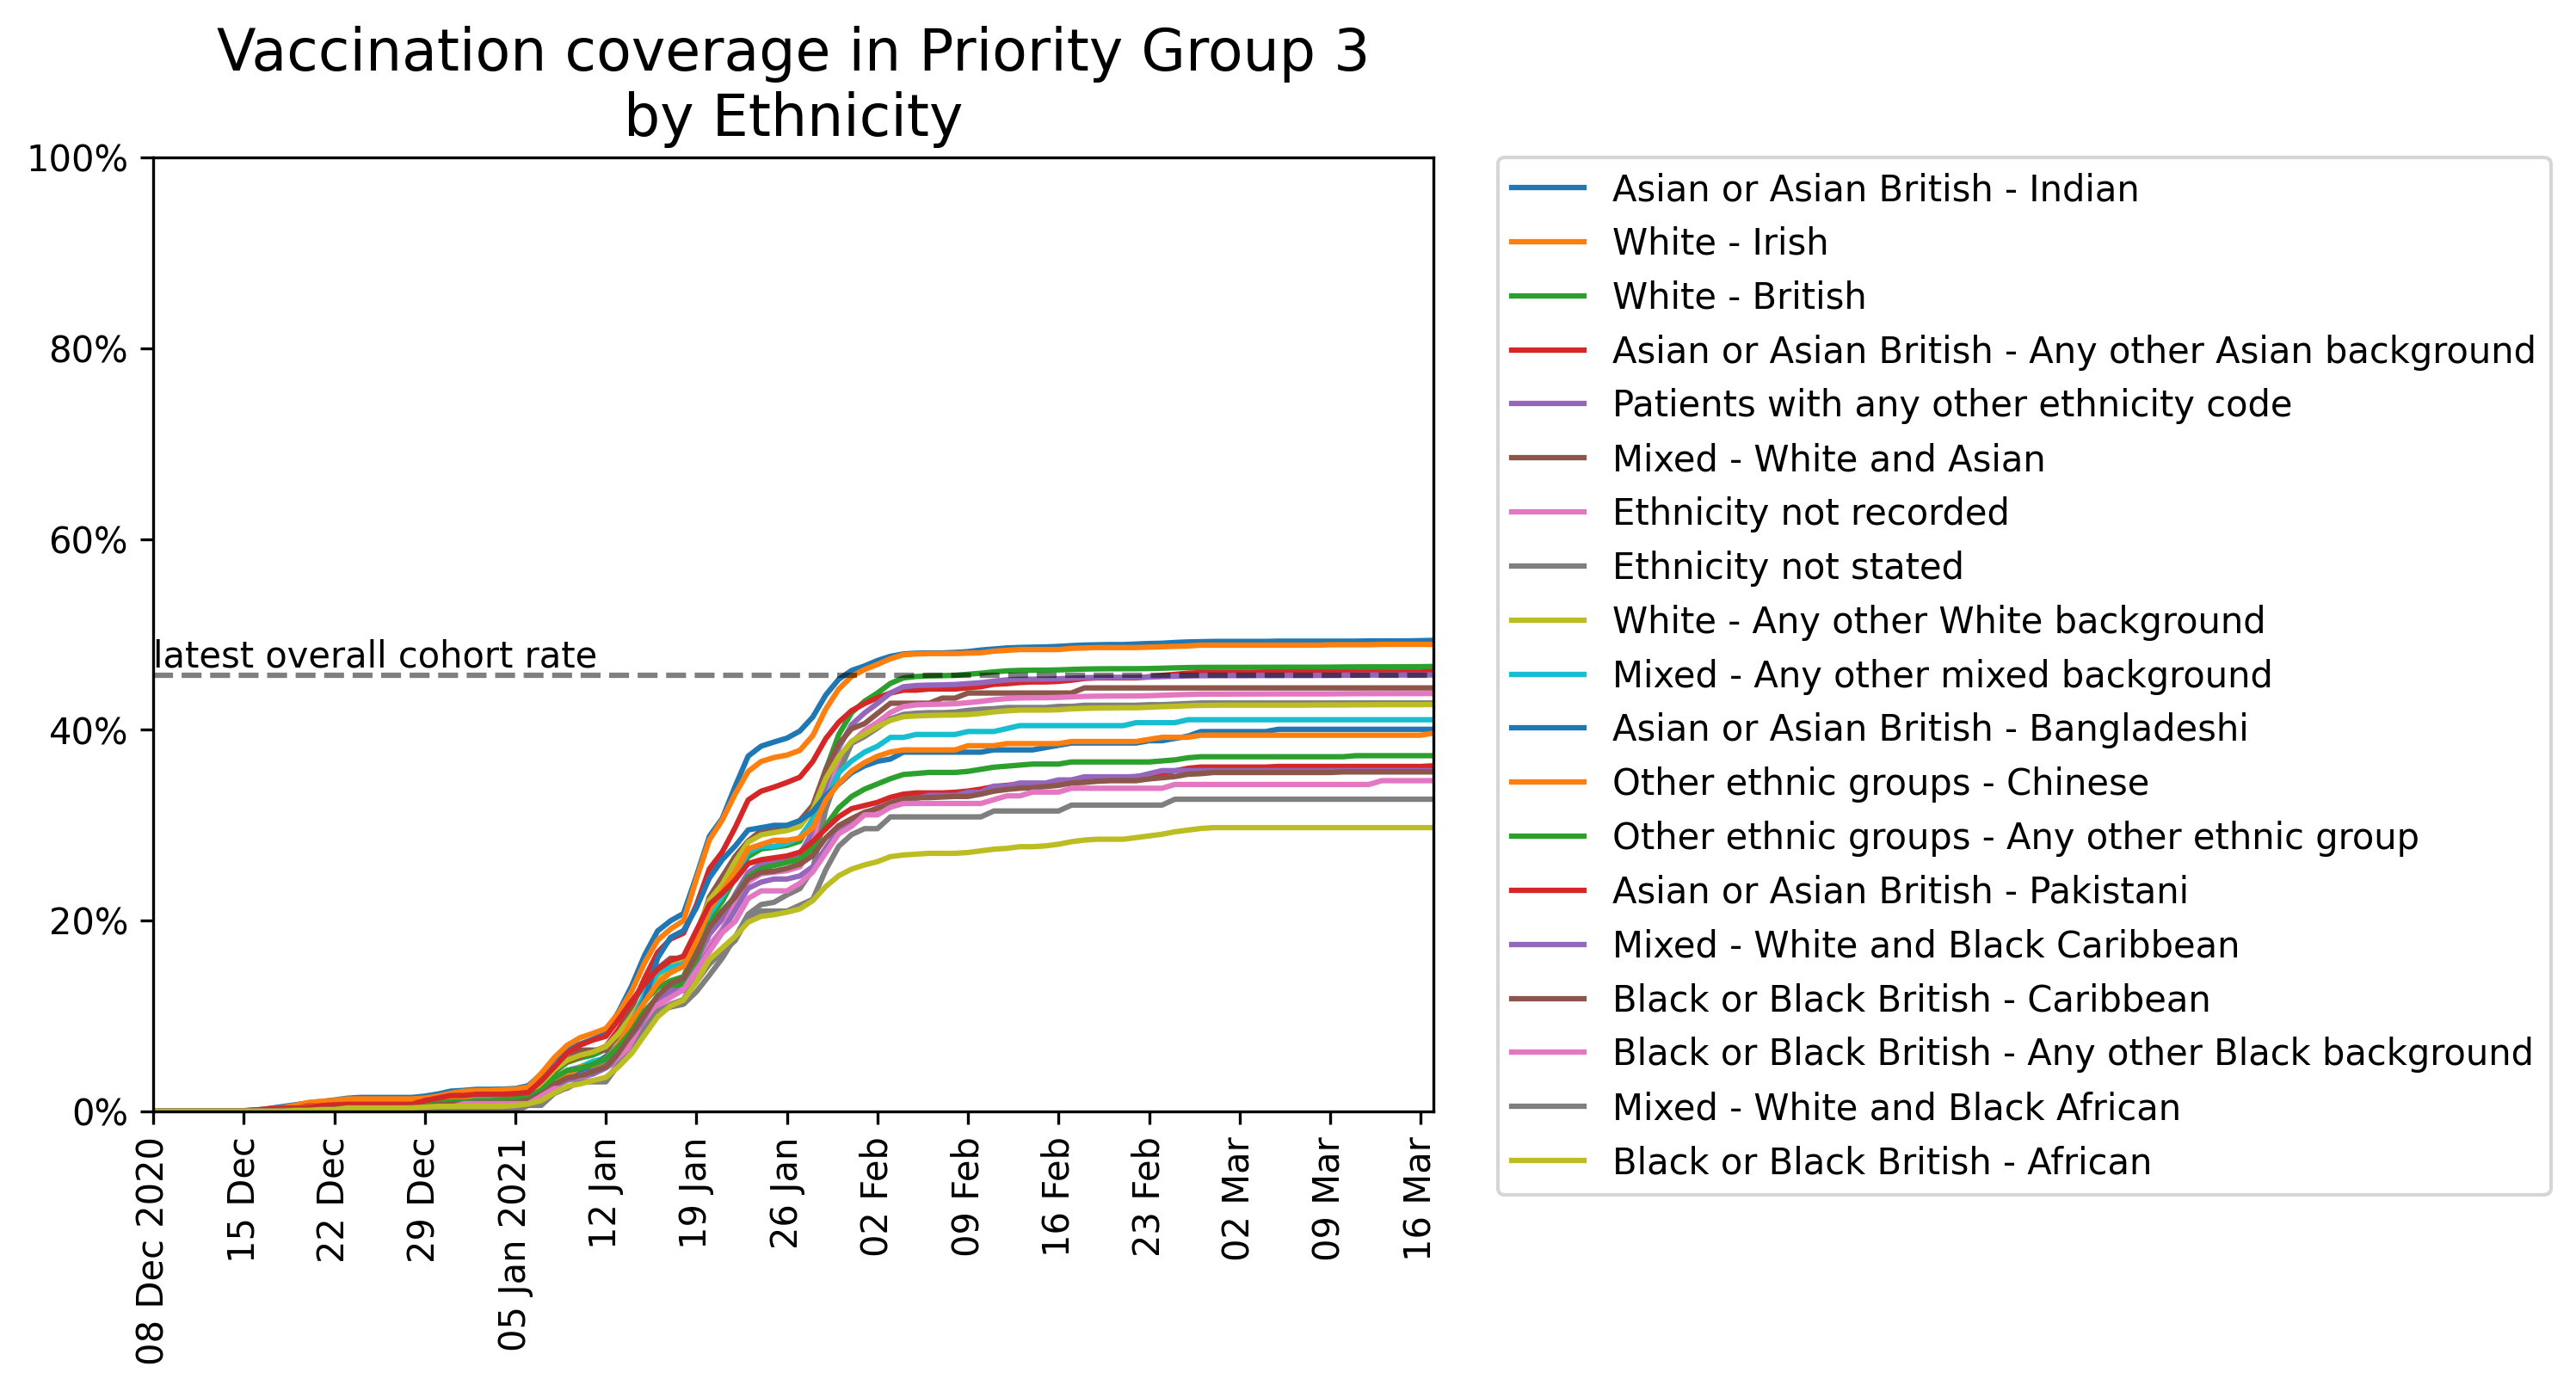 Vaccination coverage in Priority Group 3
by Ethnicity
100%
80%
60%
40%
20%
0%
latest overall cohort rate
08 Dec 2020
15 Dec
22 Dec
29 Dec
05 Jan 2021
12 Jan
19 Jan
26 Jan
02 Feb
09 Feb
16 Feb
23 Feb
02 Mar
09 Mar
16 Mar
Asian or Asian British - Indian
White - Irish
White - British
Asian or Asian British - Any other Asian background
Patients with any other ethnicity code
Mixed - White and Asian
Ethnicity not recorded
Ethnicity not stated
White - Any other White background
Mixed - Any other mixed background
Asian or Asian British - Bangladeshi
Other ethnic groups - Chinese
Other ethnic groups - Any other ethnic group
Asian or Asian British - Pakistani
Mixed - White and Black Caribbean
Black or Black British - Caribbean
Black or Black British - Any other Black background
Mixed - White and Black African
Black or Black British - African